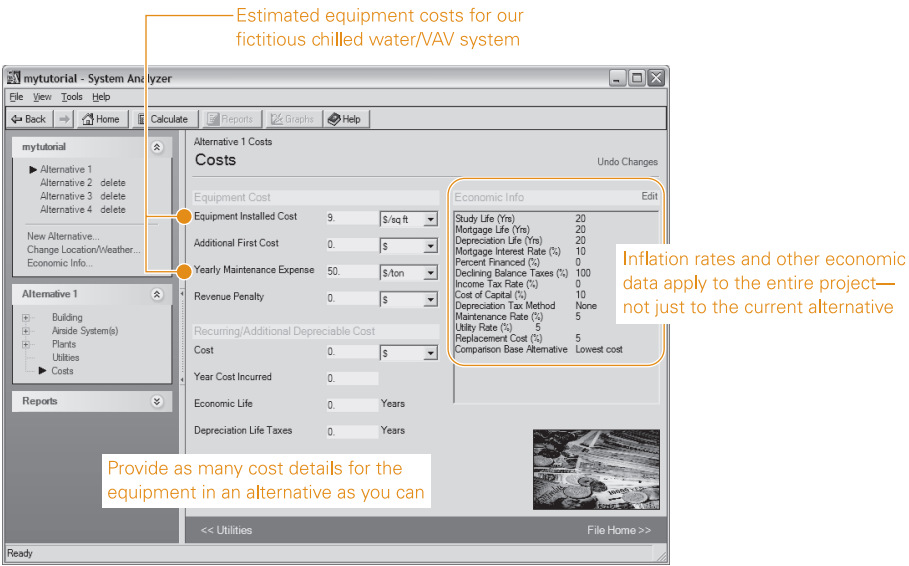 Estimated equipment costs for our
fictitious chilled water/VAV system
mytutorial - System Analyzer
File View Tools Help
Back Home Calculate Reports Graphs Help
mytutorial
Alternative 1
Alternative 2 delete
Alternative 3 delete
Alternative 4 delete
New Alternative...
Change Location/Weather...
Economic Info...
Alternative 1
Building
Airside System(s)
Plants
Utilities
Costs
Reports
Alternative 1 Costs
Costs
Undo Changes
Equipment Cost
Equipment Installed Cost 9. $/sq ft
Additional First Cost 0. $
Yearly Maintenance Expense 50. $/ton
Revenue Penalty 0. $
Recurring/Additional Depreciable Cost
Cost 0. $
Year Cost Incurred 0.
Economic Life 0. Years
Depreciation Life Taxes 0. Years
Economic Info Edit
Study Life (Yrs) 20
Mortgage Life (Yrs) 20
Depreciation Life (Yrs) 20
Mortgage Interest Rate (%) 10
Percent Financed (%) 0
Declining Balance Taxes (%) 100
Income Tax Rate (%) 0
Cost of Capital (%) 10
Depreciation Tax Method None
Maintenance Rate (%) 5
Utility Rate (%) 5
Replacement Cost (%) 5
Comparison Base Alternative Lowest cost
Inflation rates and other economic
data apply to the entire project—
not just to the current alternative
Provide as many cost details for the
equipment in an alternative as you can
<< Utilities
File Home >>
Ready